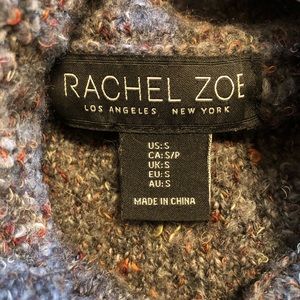 RACHEL ZOE
LOS ANGELES NEW YORK
US:S
CA:S/P
UK:S
EU:S
AU:S
MADE IN CHINA